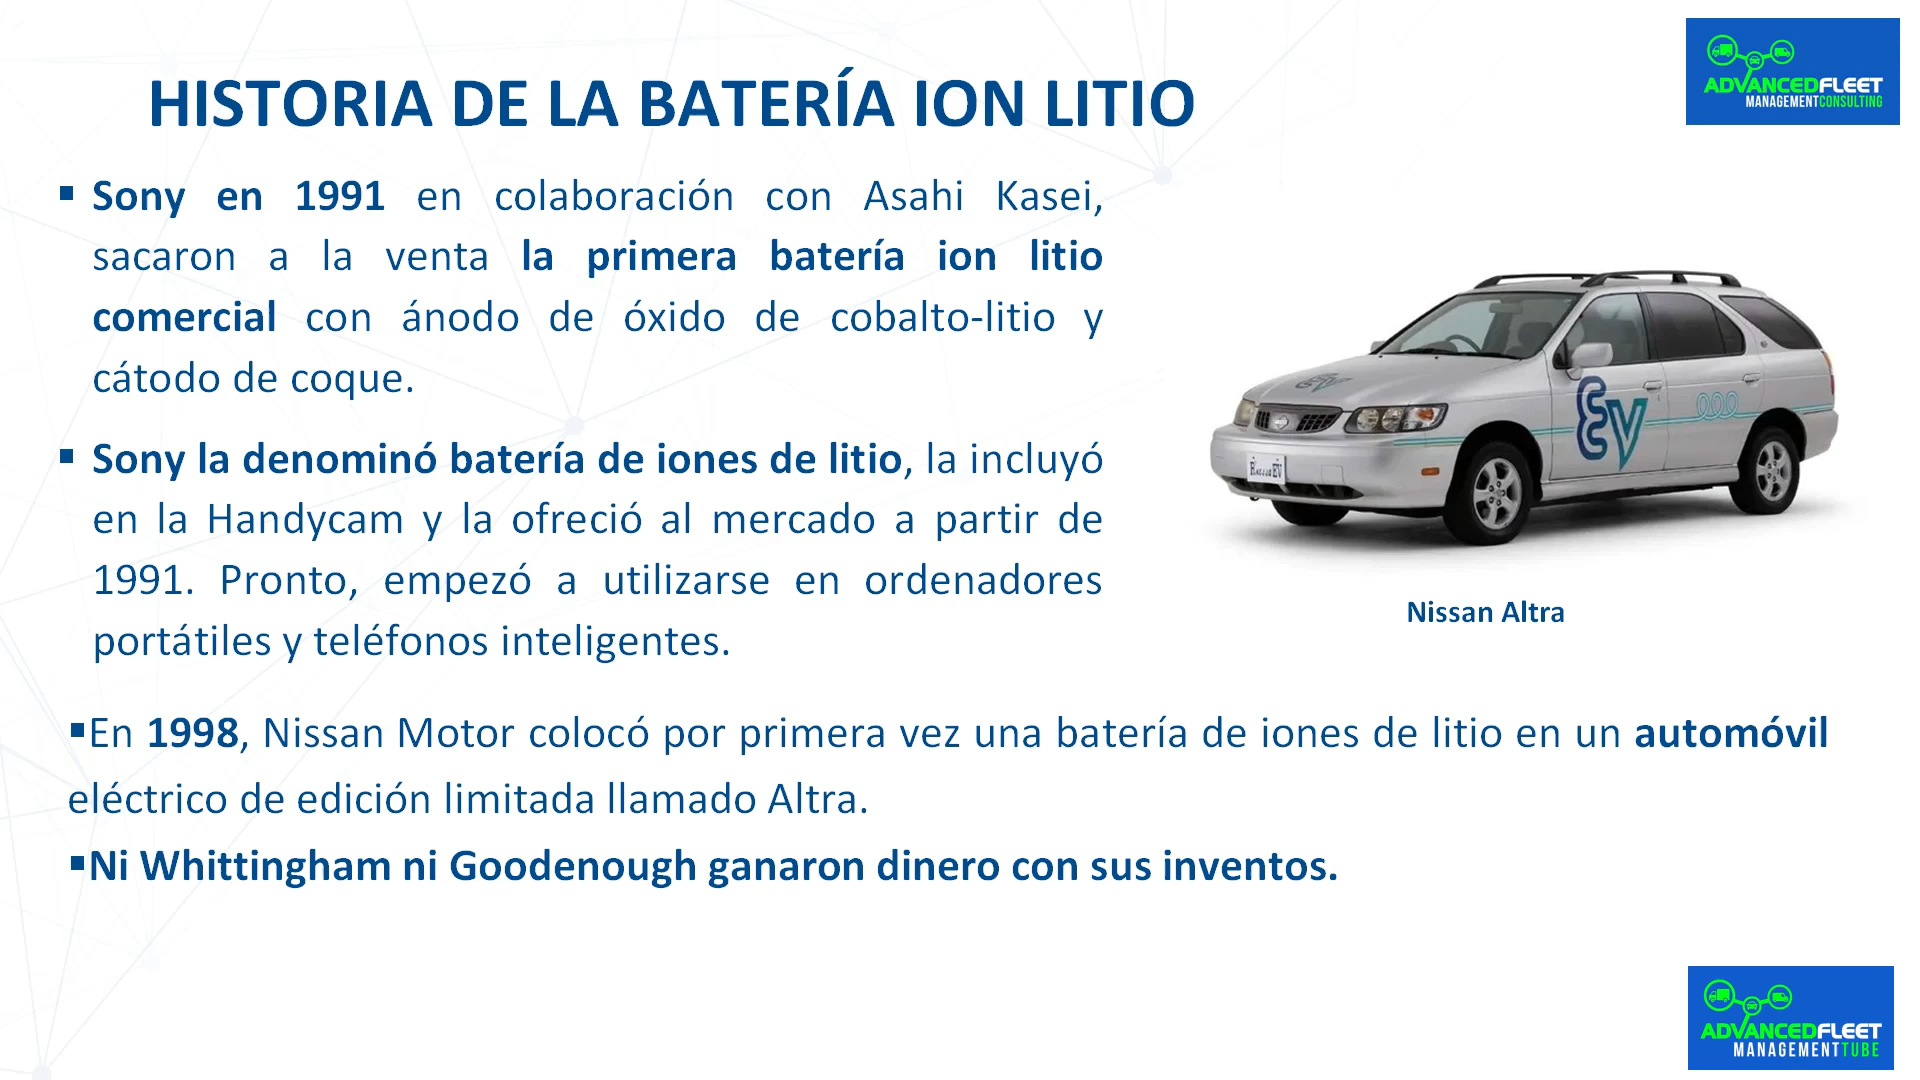 HISTORIA DE LA BATERÍA ION LITIO
ADVANCEDFLEET
MANAGEMENTCONSULTING
▪ Sony en 1991 en colaboración con Asahi Kasei,
sacaron a la venta la primera batería ion litio
comercial con ánodo de óxido de cobalto-litio y
cátodo de coque.
▪ Sony la denominó batería de iones de litio, la incluyó
en la Handycam y la ofreció al mercado a partir de
1991. Pronto, empezó a utilizarse en ordenadores
portátiles y teléfonos inteligentes.
EV
EV
Nissan Altra
▪En 1998, Nissan Motor colocó por primera vez una batería de iones de litio en un automóvil
eléctrico de edición limitada llamado Altra.
▪Ni Whittingham ni Goodenough ganaron dinero con sus inventos.
ADVANCEDFLEET
MANAGEMENTTUBE